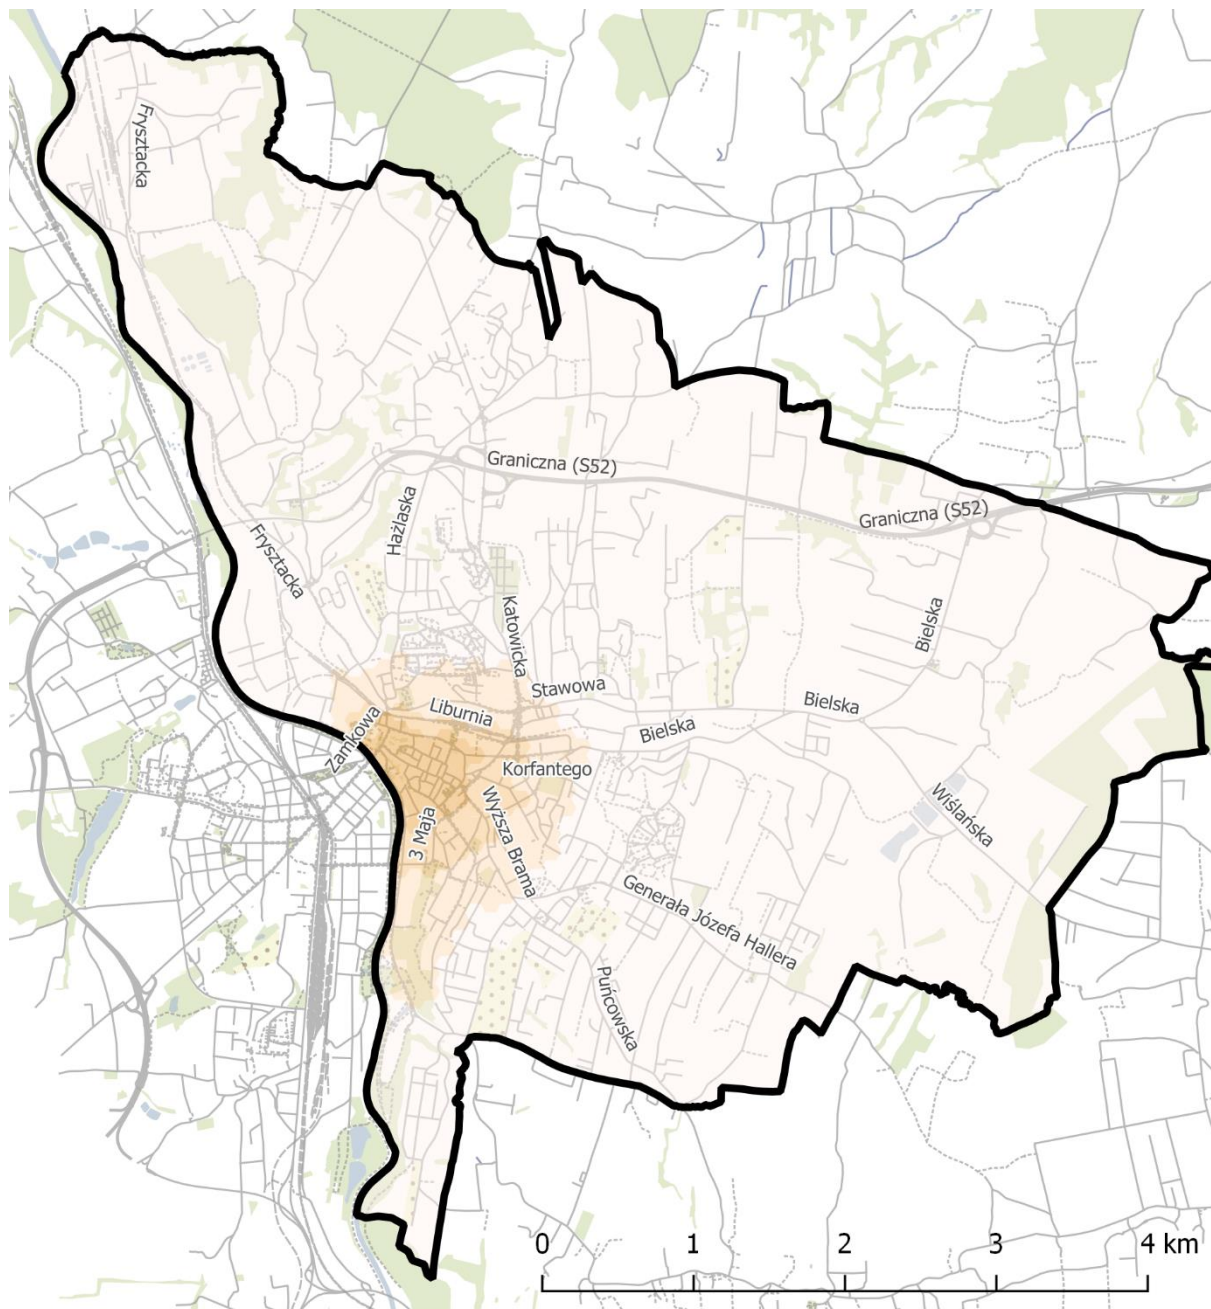 Frysztacka
Graniczna (S52)
Graniczna (S52)
Hażlaska
Frysztacka
Katowicka
Bielska
Stawowa
Bielska
Liburnia
Zamkowa
Bielska
Korfantego
Wyższa Brama
3 Maja
Wiślańska
Generała Józefa Hallera
Puńcowska
0 1 2 3 4 km